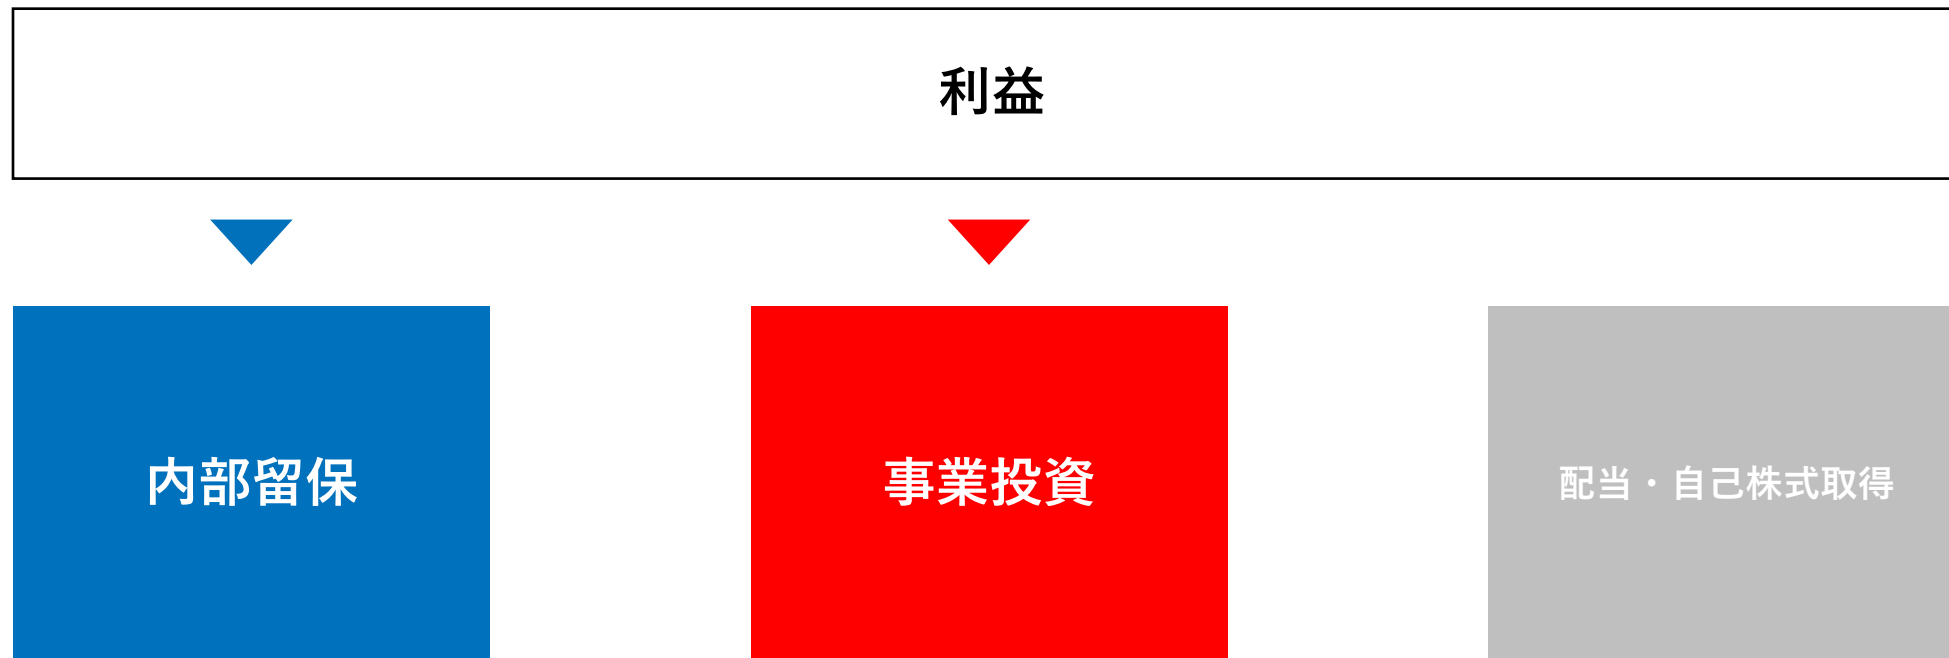 利益
内部留保
事業投資
配当・自己株式取得